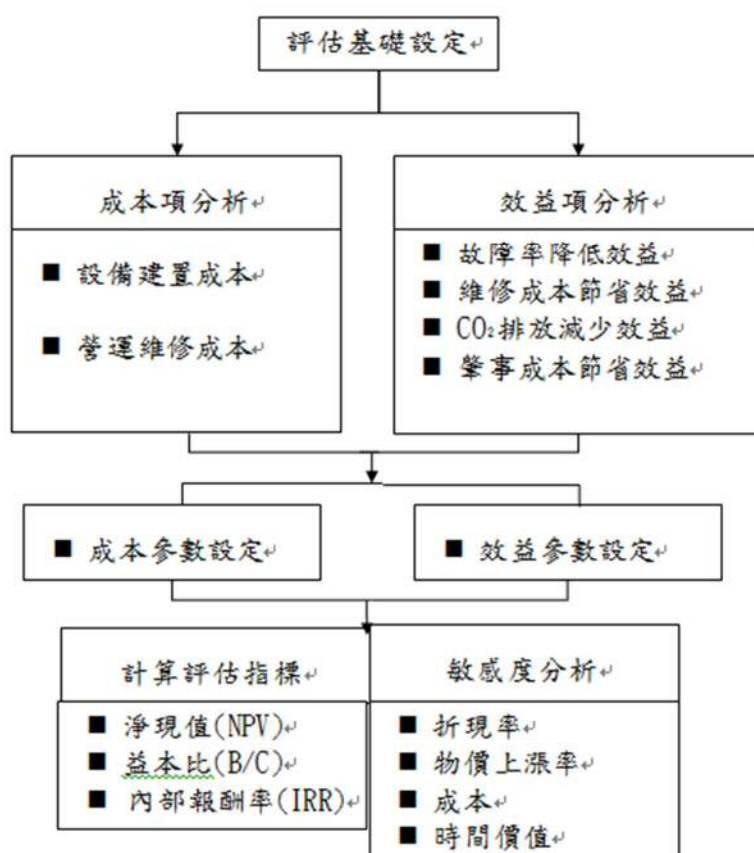 評估基礎設定
成本項分析
■ 設備建置成本
■ 營運維修成本
效益項分析
■ 故障率降低效益
■ 維修成本節省效益
■ CO₂排放減少效益
■ 肇事成本節省效益
■ 成本參數設定
■ 效益參數設定
計算評估指標
■ 淨現值(NPV)
■ 益本比(B/C)
■ 內部報酬率(IRR)
敏感度分析
■ 折現率
■ 物價上漲率
■ 成本
■ 時間價值